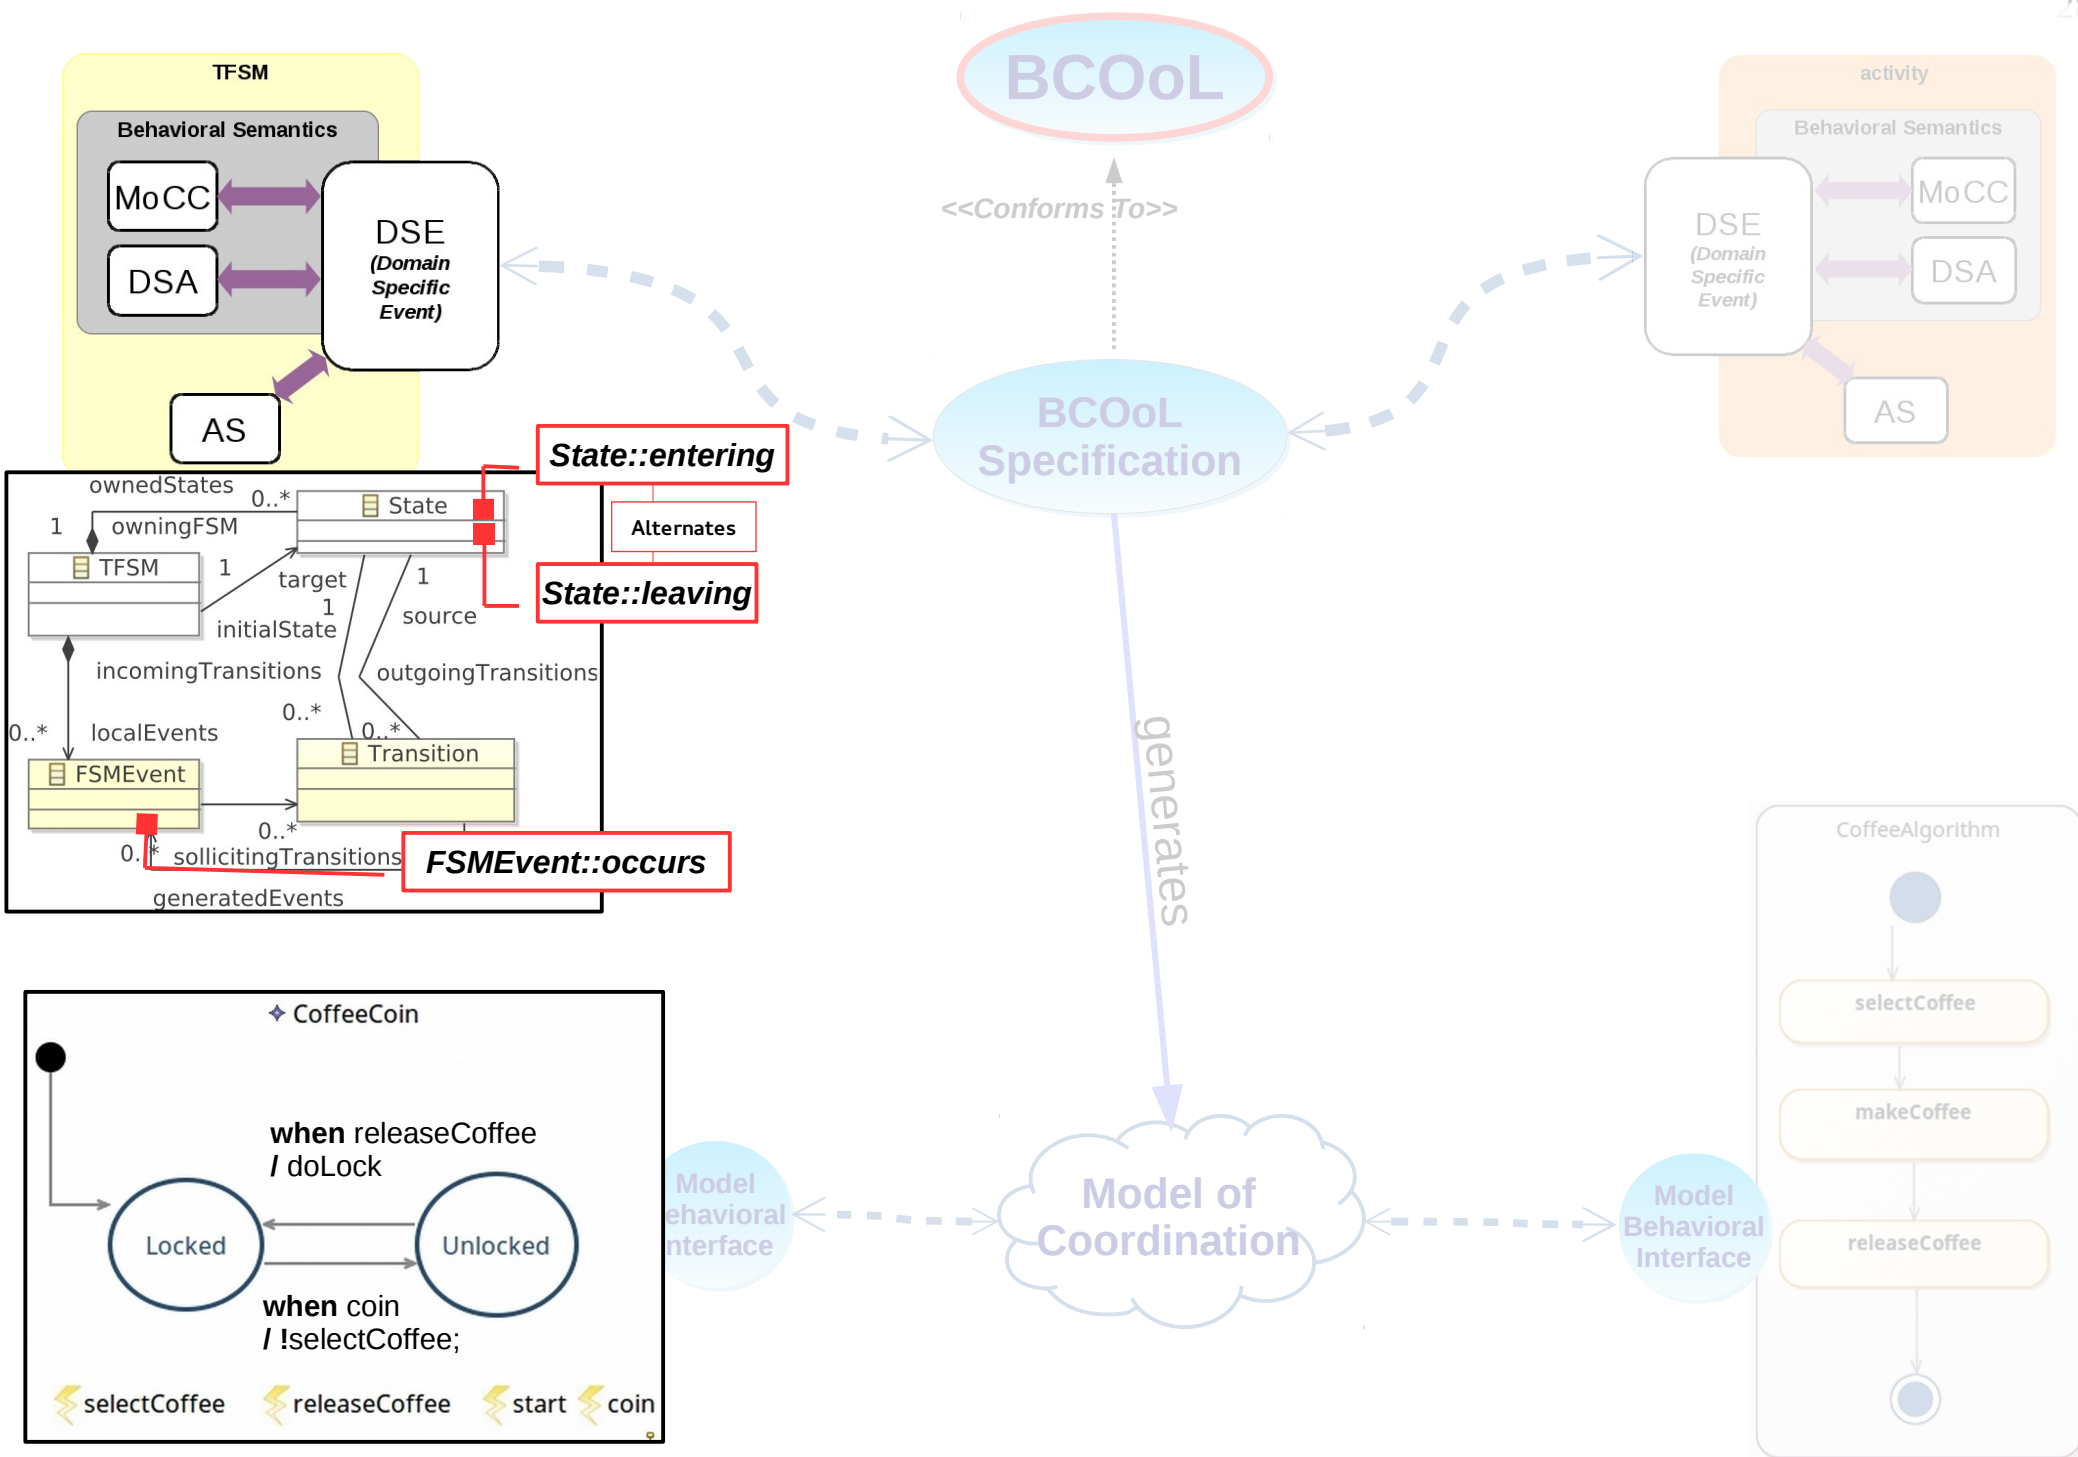 BCOoL
<<Conforms To>>
BCOoL
Specification
generates
Model of
Coordination
TFSM
Behavioral Semantics
MoCC
DSA
DSE
(Domain
Specific
Event)
AS
activity
Behavioral Semantics
DSE
(Domain
Specific
Event)
MoCC
DSA
AS
State::entering
Alternates
State::leaving
ownedStates
0..*
State
1
owningFSM
TFSM
1
target
1
1
source
initialState
incomingTransitions
outgoingTransitions
0..*
0..*
0..*
localEvents
FSMEvent
Transition
0..*
0..*
sollicitingTransitions
FSMEvent::occurs
generatedEvents
CoffeeCoin
when releaseCoffee
/ doLock
Locked
Unlocked
when coin
/ !selectCoffee;
selectCoffee
releaseCoffee
start
coin
Model
ehavioral
nterface
Model
Behavioral
Interface
CoffeeAlgorithm
selectCoffee
makeCoffee
releaseCoffee